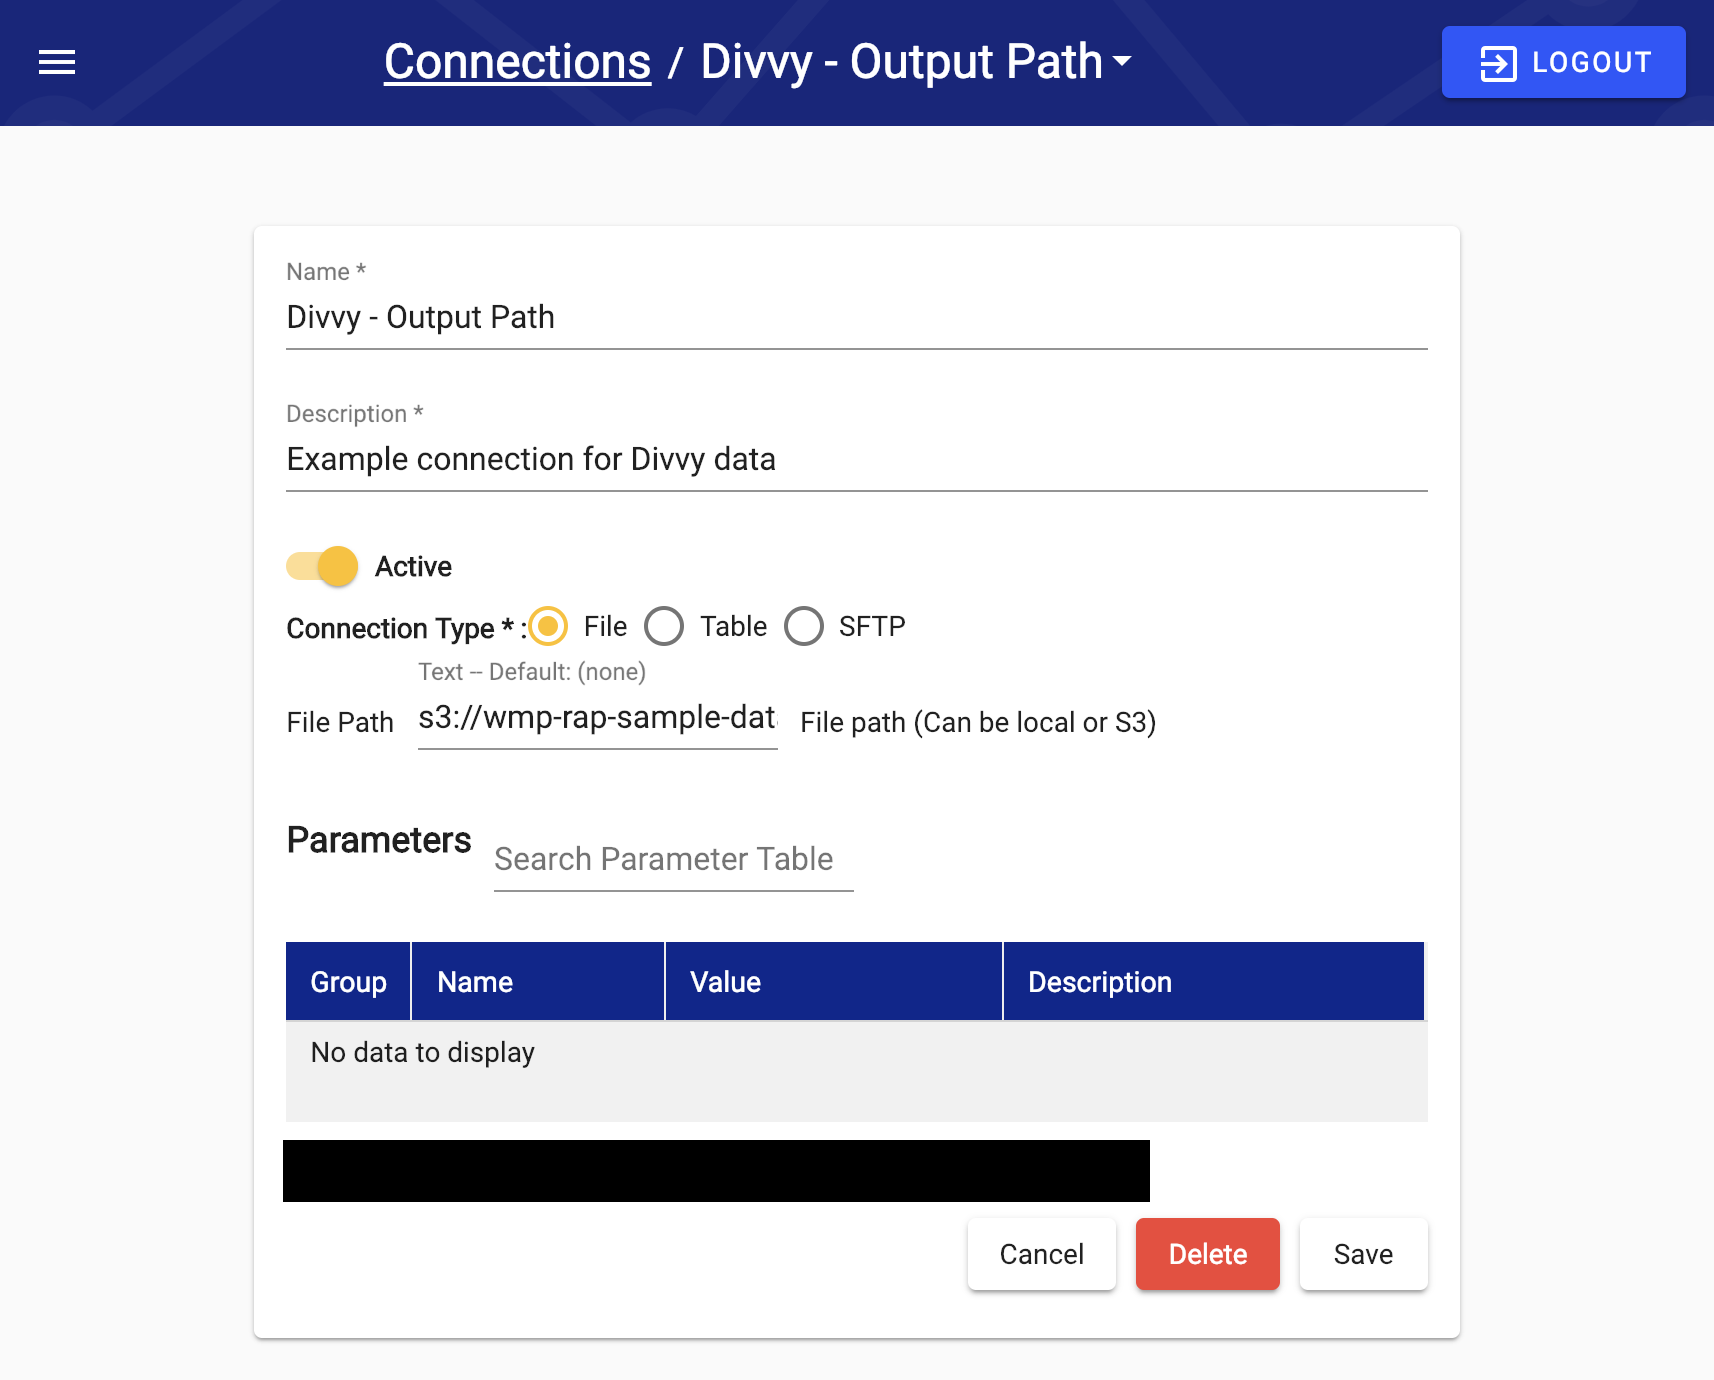 Connections / Divvy - Output Path
LOGOUT
Name *
Divvy - Output Path
Description *
Example connection for Divvy data
Active
Connection Type * : File Table SFTP
Text -- Default: (none)
File Path s3://wmp-rap-sample-dat File path (Can be local or S3)
Parameters Search Parameter Table
Group Name Value Description
No data to display
Cancel Delete Save